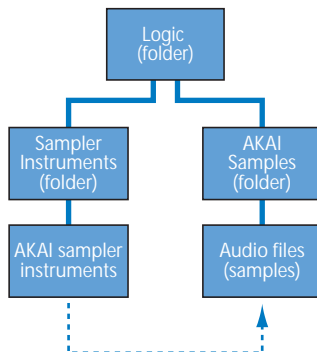 Logic
(folder)
Sampler
Instruments
(folder)
AKAI
Samples
(folder)
AKAI sampler
instruments
Audio files
(samples)